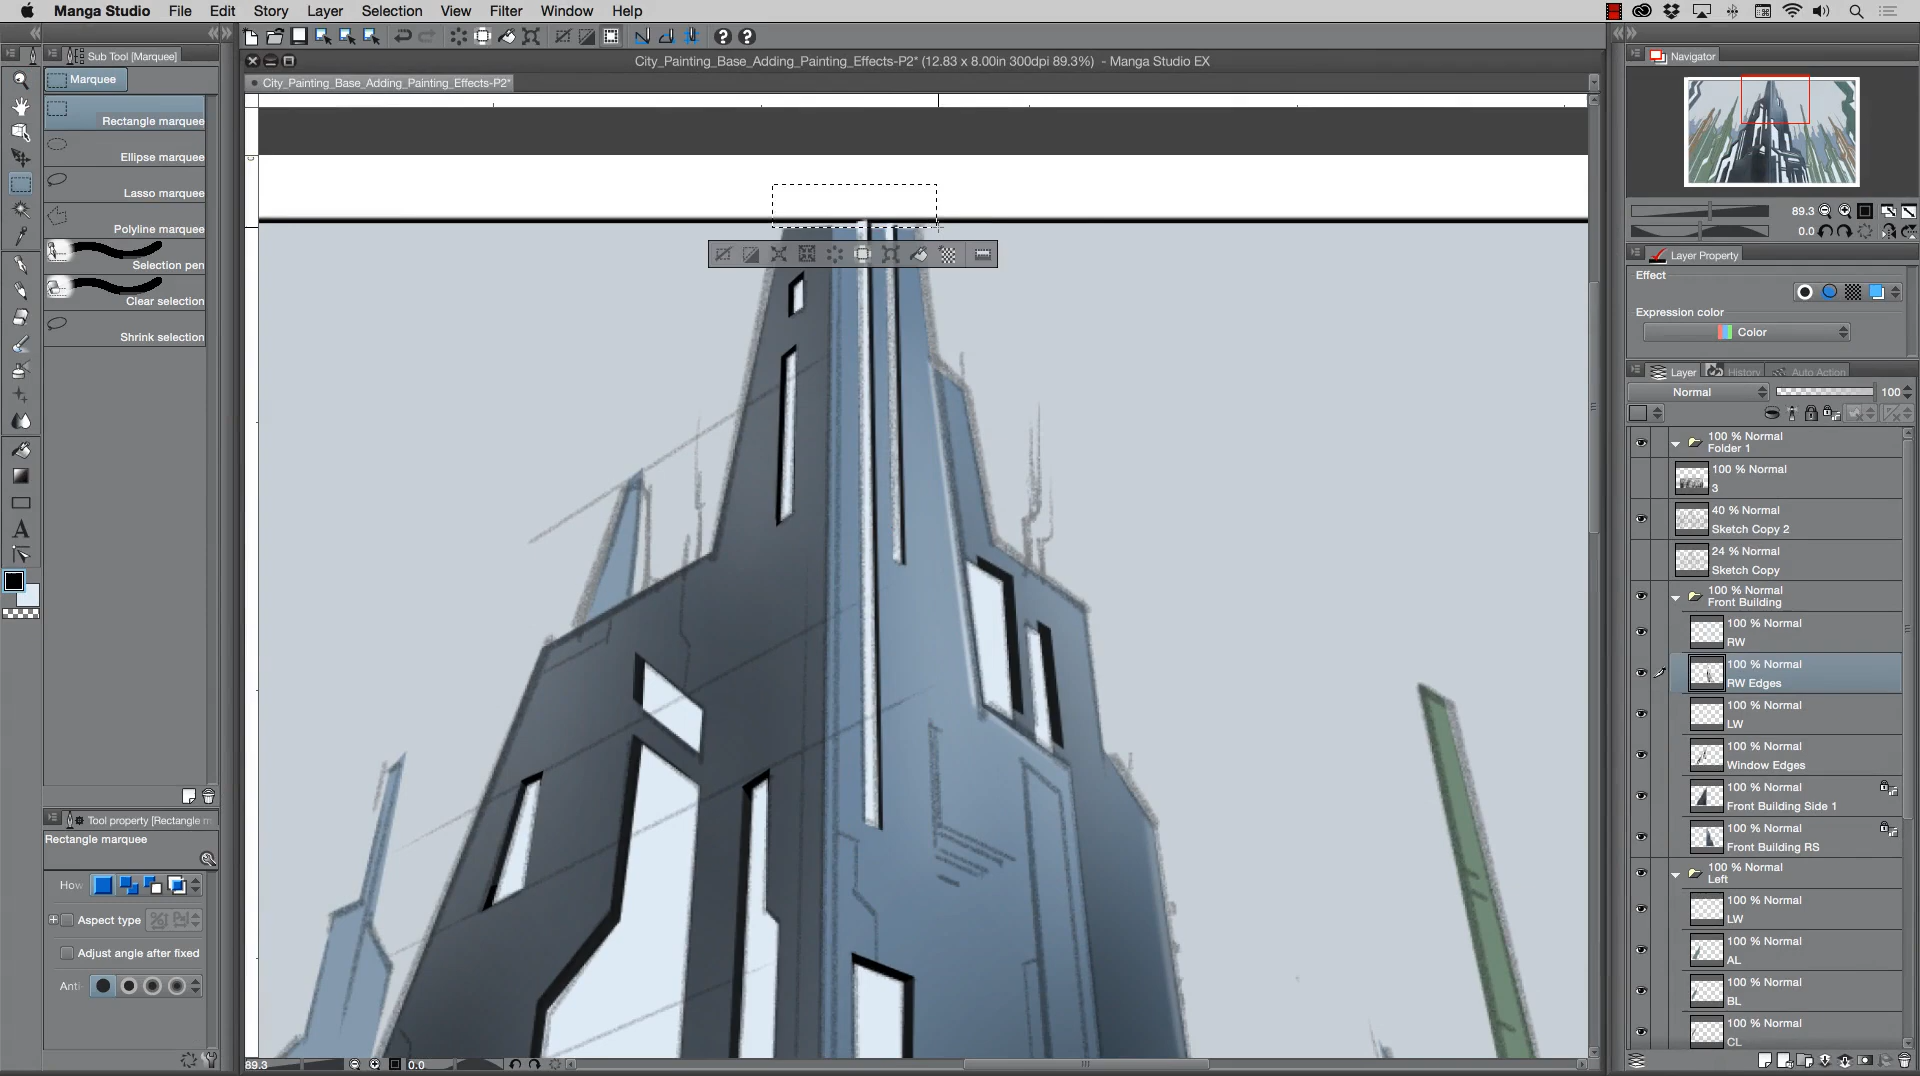 Manga Studio File Edit Story Layer Selection View Filter Window Help
City_Painting_Base_Adding_Painting_Effects-P2* (12.83 x 8.00in 300dpi 89.3%) - Manga Studio EX
Sub Tool [Marquee]
Marquee
City_Painting_Base_Adding_Painting_Effects-P2*
Rectangle marquee
Ellipse marquee
Lasso marquee
Polyline marquee
Selection pen
Clear selection
Shrink selection
Tool property [Rectangle m
Rectangle marquee
How
Aspect type
Adjust angle after fixed
Anti-
89.3
0.0
Navigator
89.3
0.0
Layer Property
Effect
Expression color
Color
Layer History Auto Action
Normal 100
100 % Normal
Folder 1
100 % Normal
3
40 % Normal
Sketch Copy 2
24 % Normal
Sketch Copy
100 % Normal
Front Building
100 % Normal
RW
100 % Normal
RW Edges
100 % Normal
LW
100 % Normal
Window Edges
100 % Normal
Front Building Side 1
100 % Normal
Front Building RS
100 % Normal
Left
100 % Normal
LW
100 % Normal
AL
100 % Normal
BL
100 % Normal
CL